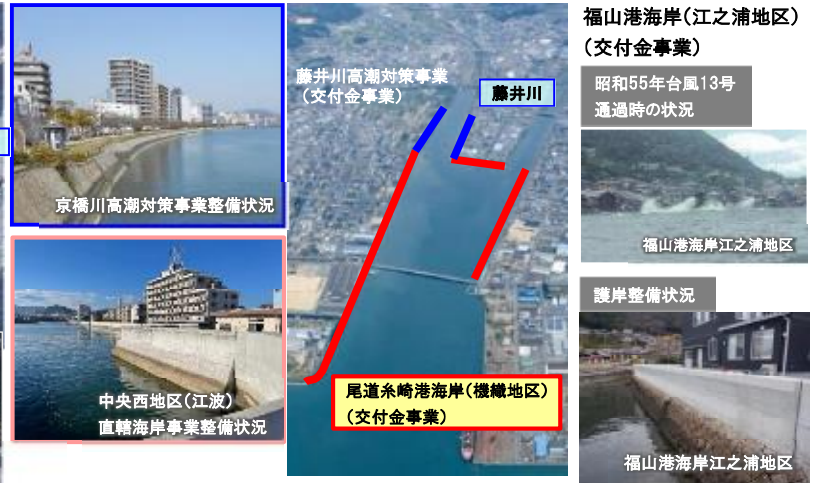 京橋川高潮対策事業整備状況
中央西地区(江波)
直轄海岸事業整備状況
藤井川高潮対策事業
(交付金事業)
藤井川
尾道糸崎港海岸(機織地区)
(交付金事業)
福山港海岸(江之浦地区)
(交付金事業)
昭和55年台風13号
通過時の状況
福山港海岸江之浦地区
護岸整備状況
福山港海岸江之浦地区